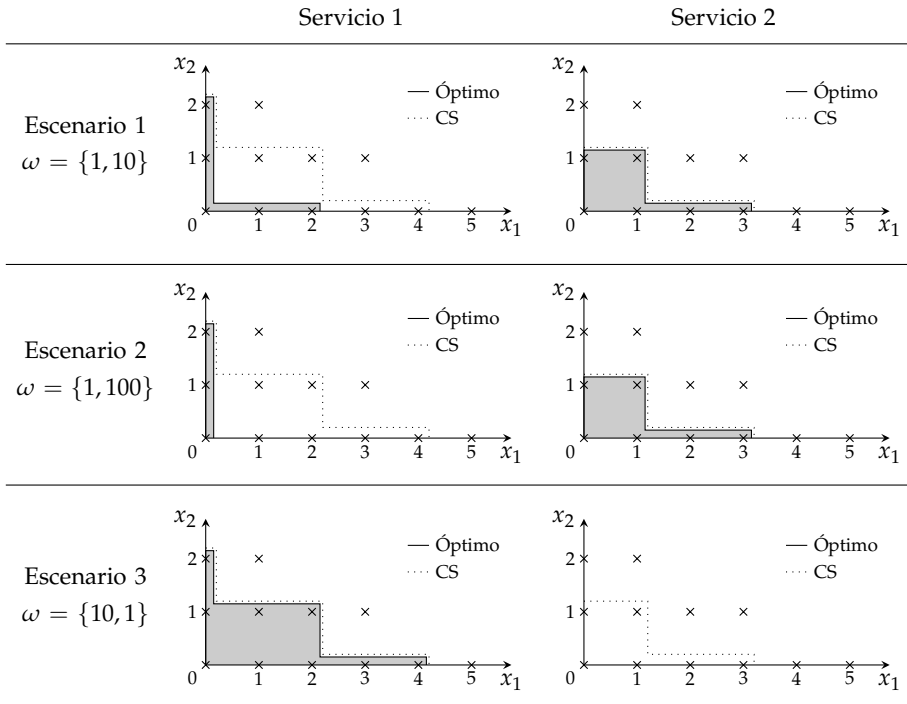 Servicio 1 Servicio 2
Escenario 1
ω = {1, 10}
x₂
2
1
0 1 2 3 4 5 x₁
Óptimo
CS
x₂
2
1
0 1 2 3 4 5 x₁
Óptimo
CS
Escenario 2
ω = {1, 100}
x₂
2
1
0 1 2 3 4 5 x₁
Óptimo
CS
x₂
2
1
0 1 2 3 4 5 x₁
Óptimo
CS
Escenario 3
ω = {10, 1}
x₂
2
1
0 1 2 3 4 5 x₁
Óptimo
CS
x₂
2
1
0 1 2 3 4 5 x₁
Óptimo
CS